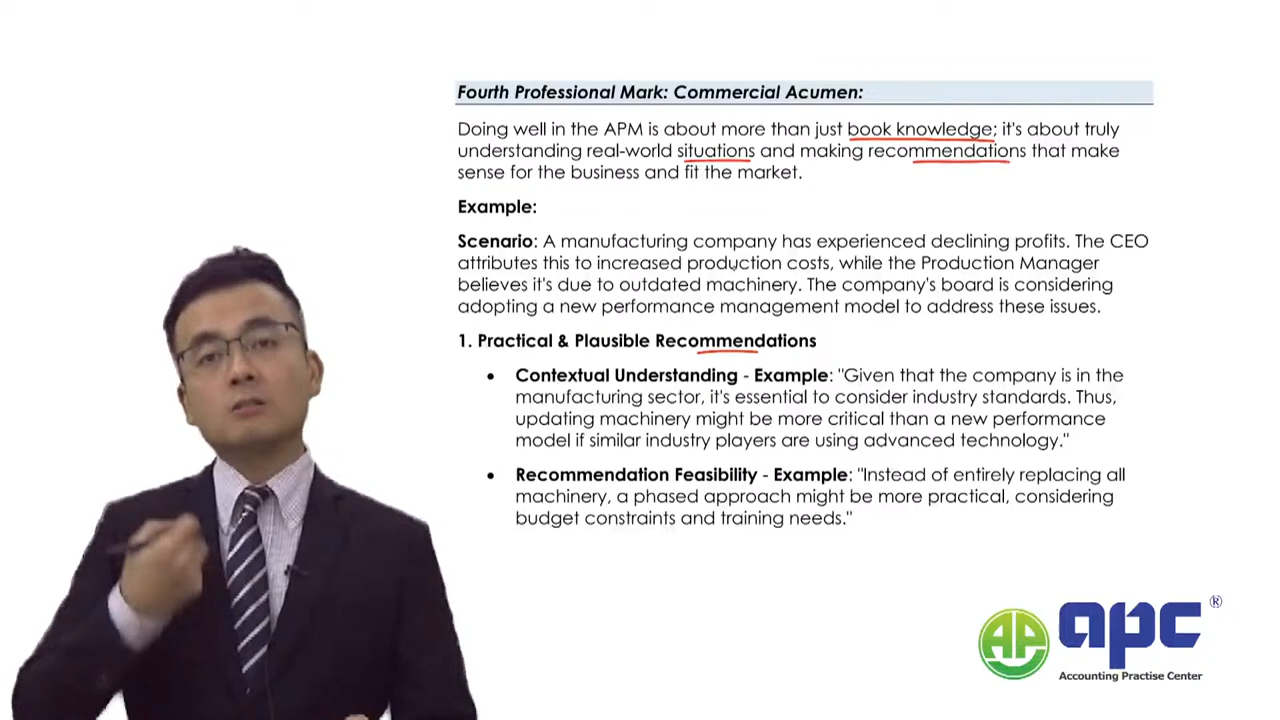 Fourth Professional Mark: Commercial Acumen:
Doing well in the APM is about more than just book knowledge; it's about truly
understanding real-world situations and making recommendations that make
sense for the business and fit the market.
Example:
Scenario: A manufacturing company has experienced declining profits. The CEO
attributes this to increased production costs, while the Production Manager
believes it's due to outdated machinery. The company's board is considering
adopting a new performance management model to address these issues.
1. Practical & Plausible Recommendations
• Contextual Understanding - Example: "Given that the company is in the
manufacturing sector, it's essential to consider industry standards. Thus,
updating machinery might be more critical than a new performance
model if similar industry players are using advanced technology."
• Recommendation Feasibility - Example: "Instead of entirely replacing all
machinery, a phased approach might be more practical, considering
budget constraints and training needs."
AP apc ®
Accounting Practise Center